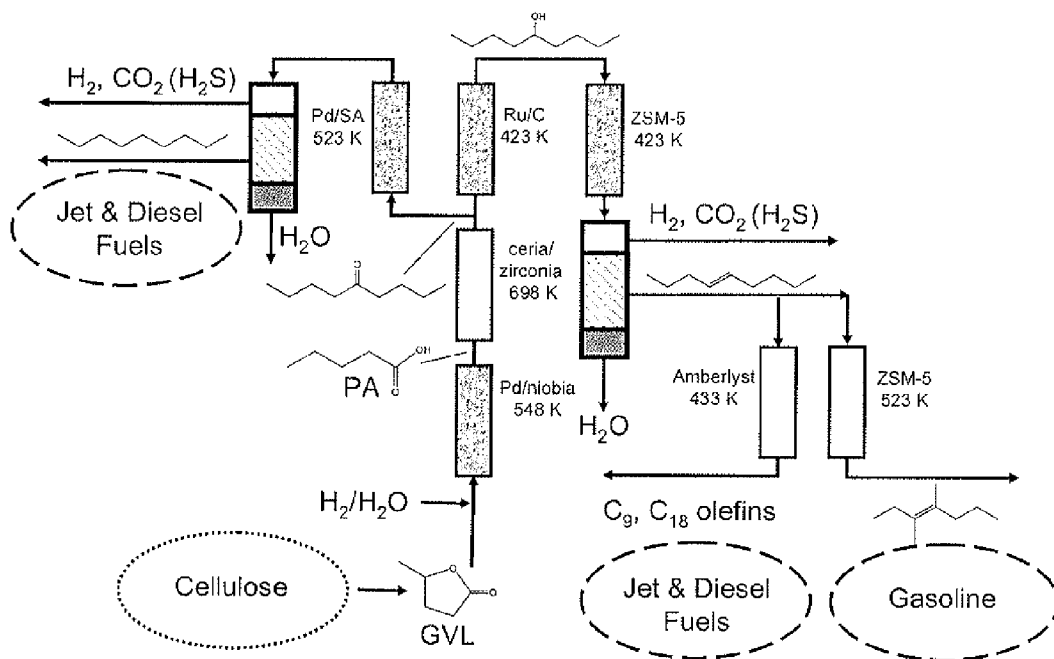 OH
H2, CO2 (H2S)
Pd/SA
523 K
Ru/C
423 K
ZSM-5
423 K
Jet & Diesel
Fuels
H2O
H2, CO2 (H2S)
O
ceria/
zirconia
698 K
OH
O
PA
Pd/niobia
548 K
H2O
Amberlyst
433 K
ZSM-5
523 K
H2/H2O
C9, C18 olefins
Cellulose
O
O
GVL
Jet & Diesel
Fuels
Gasoline